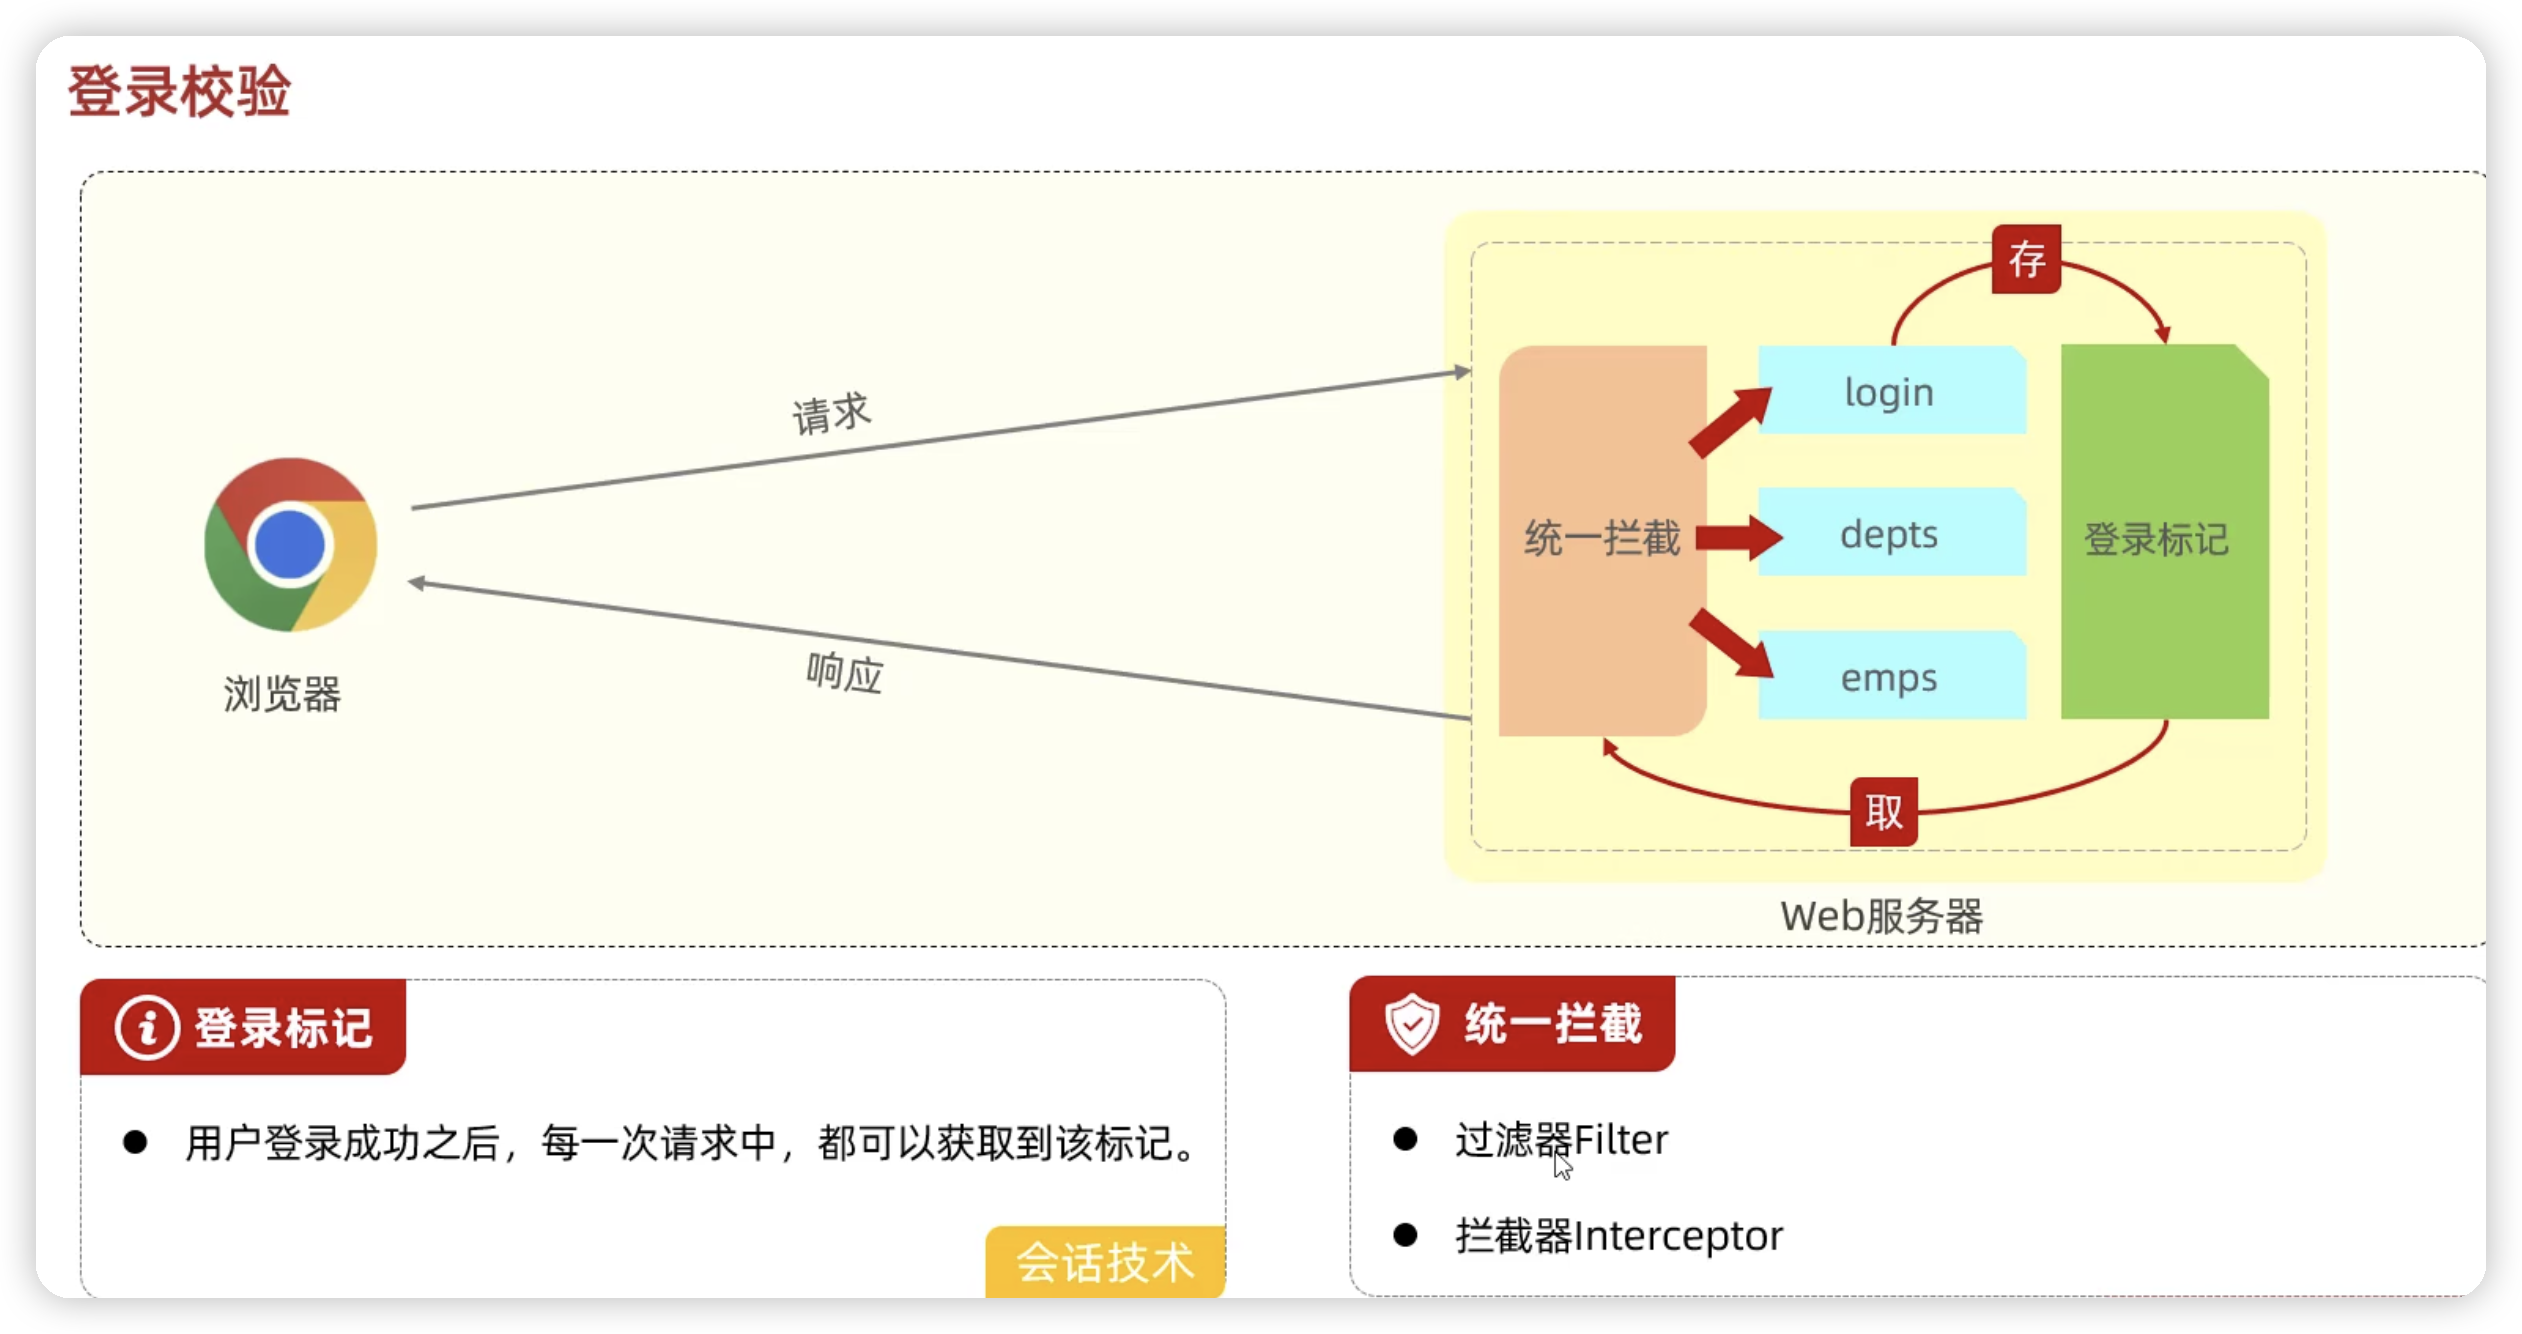 登录校验
存
请求
login
统一拦截
depts
登录标记
响应
emps
浏览器
取
Web服务器
登录标记
用户登录成功之后，每一次请求中，都可以获取到该标记。
会话技术
统一拦截
过滤器Filter
拦截器Interceptor